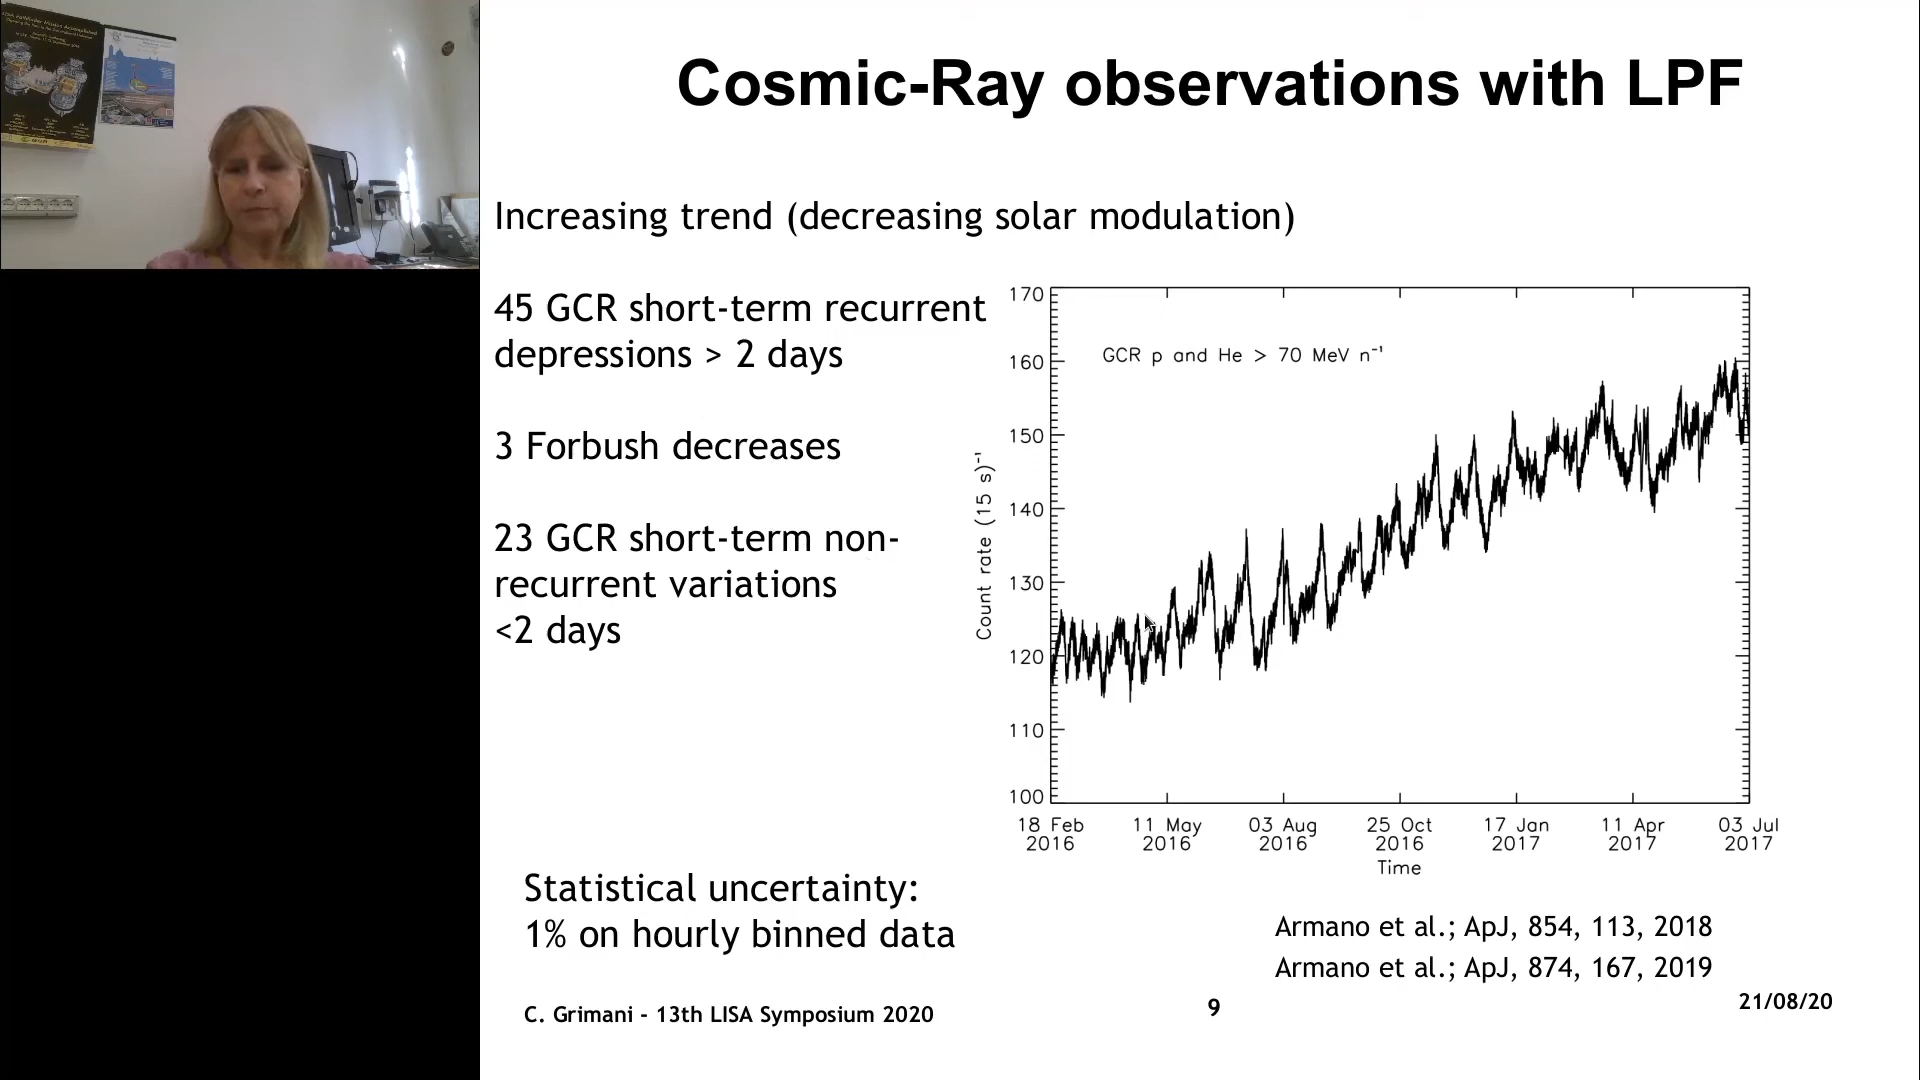 Cosmic-Ray observations with LPF
Increasing trend (decreasing solar modulation)
45 GCR short-term recurrent
depressions > 2 days
3 Forbush decreases
23 GCR short-term non-
recurrent variations
<2 days
Statistical uncertainty:
1% on hourly binned data
GCR p and He > 70 MeV n⁻¹
Count rate (15 s)⁻¹
170
160
150
140
130
120
110
100
18 Feb 2016
11 May 2016
03 Aug 2016
25 Oct 2016
17 Jan 2017
11 Apr 2017
03 Jul 2017
Time
Armano et al.; ApJ, 854, 113, 2018
Armano et al.; ApJ, 874, 167, 2019
C. Grimani - 13th LISA Symposium 2020
9
21/08/20